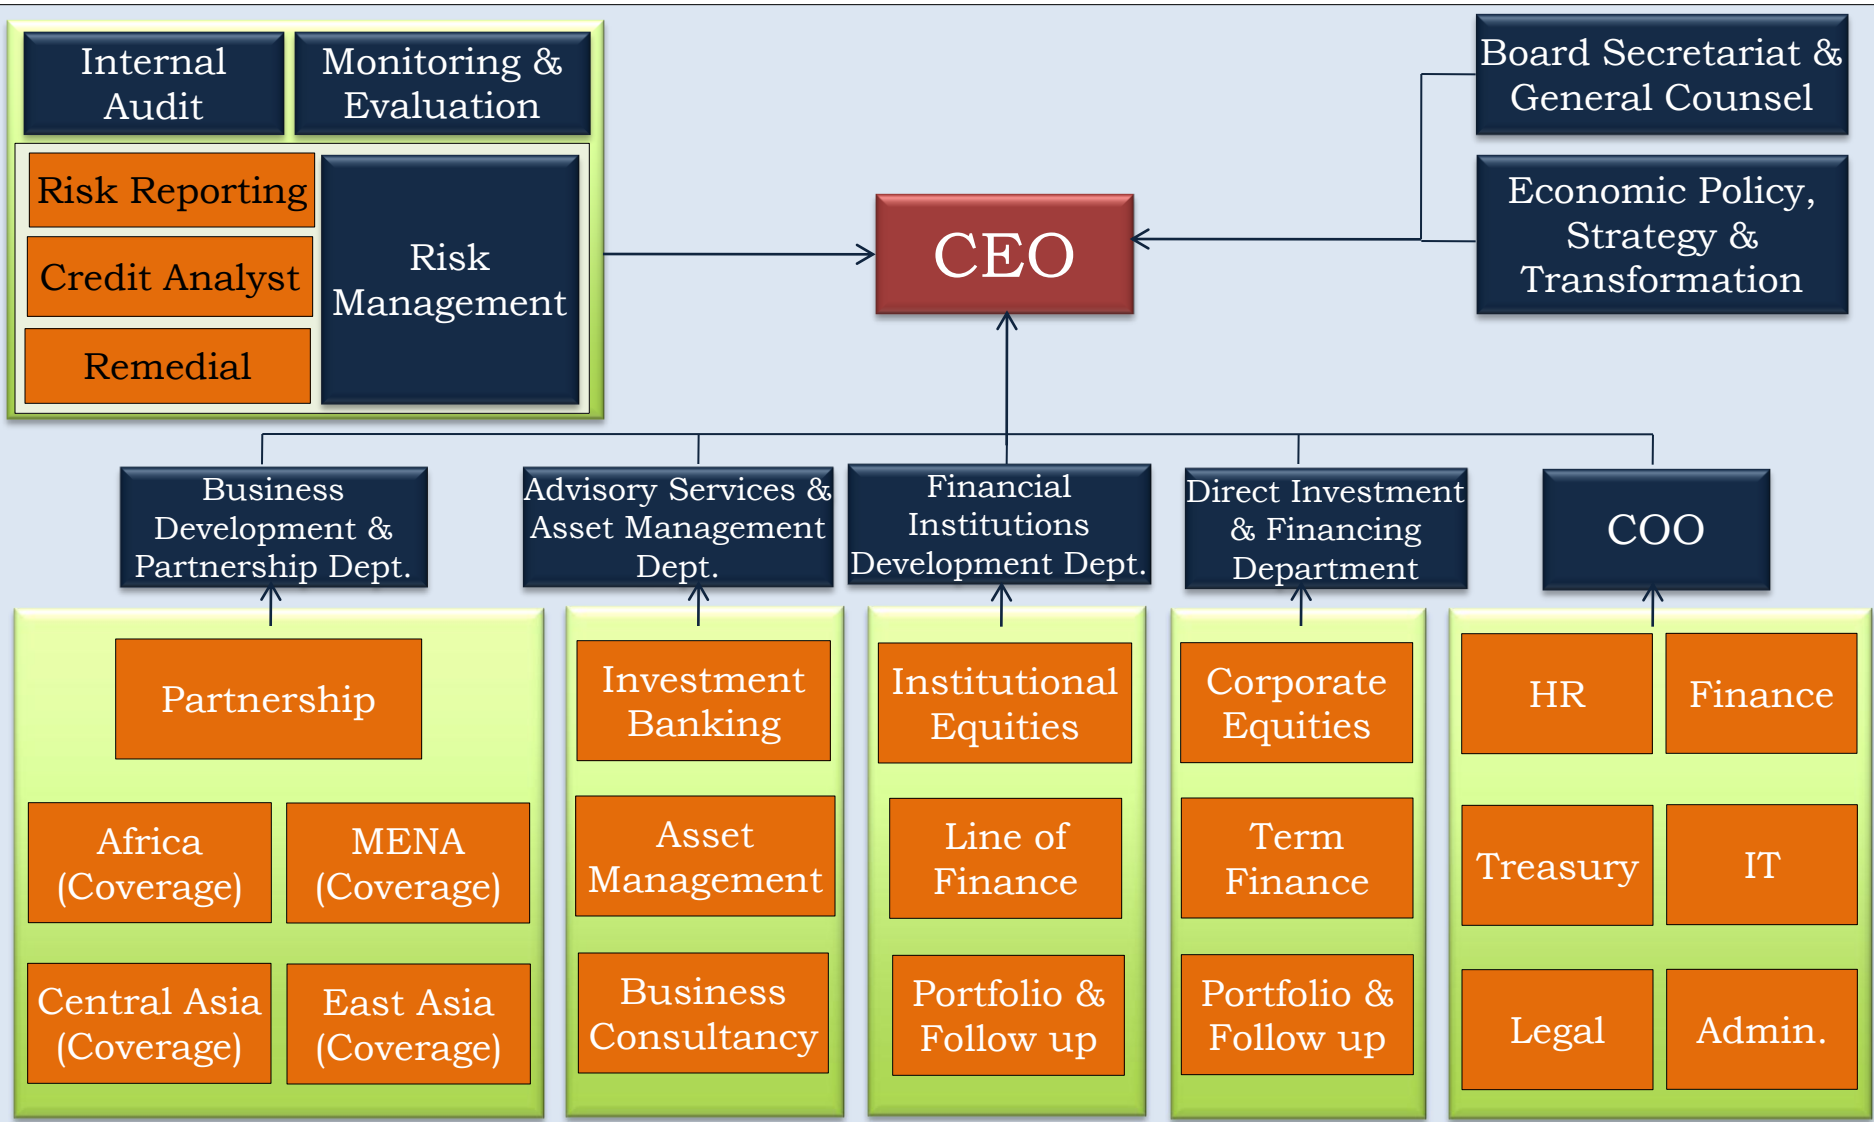 Internal
Audit
Monitoring &
Evaluation
Risk Reporting
Credit Analyst
Remedial
Risk
Management
CEO
Board Secretariat &
General Counsel
Economic Policy,
Strategy &
Transformation
Business
Development &
Partnership Dept.
Advisory Services &
Asset Management
Dept.
Financial
Institutions
Development Dept.
Direct Investment
& Financing
Department
COO
Partnership
Africa
(Coverage)
MENA
(Coverage)
Central Asia
(Coverage)
East Asia
(Coverage)
Investment
Banking
Asset
Management
Business
Consultancy
Institutional
Equities
Line of
Finance
Portfolio &
Follow up
Corporate
Equities
Term
Finance
Portfolio &
Follow up
HR
Finance
Treasury
IT
Legal
Admin.